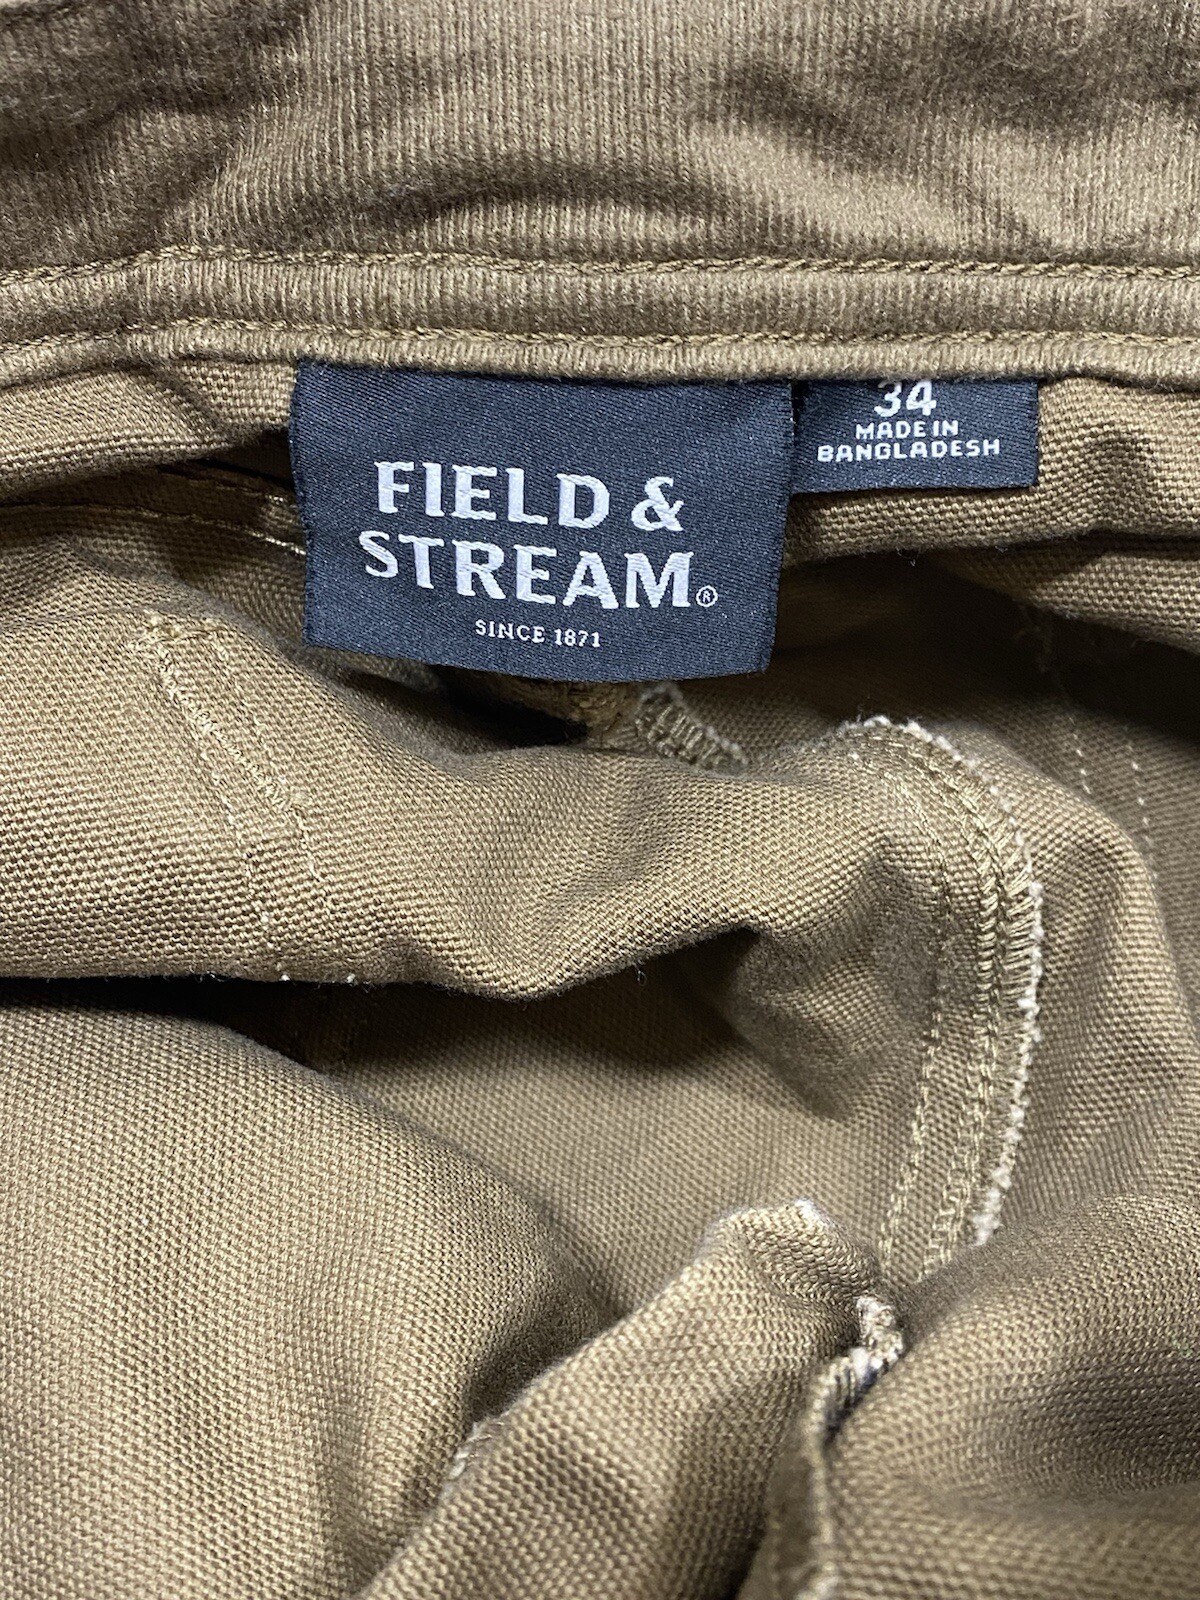 FIELD &
STREAM®
SINCE 1871
34
MADE IN
BANGLADESH